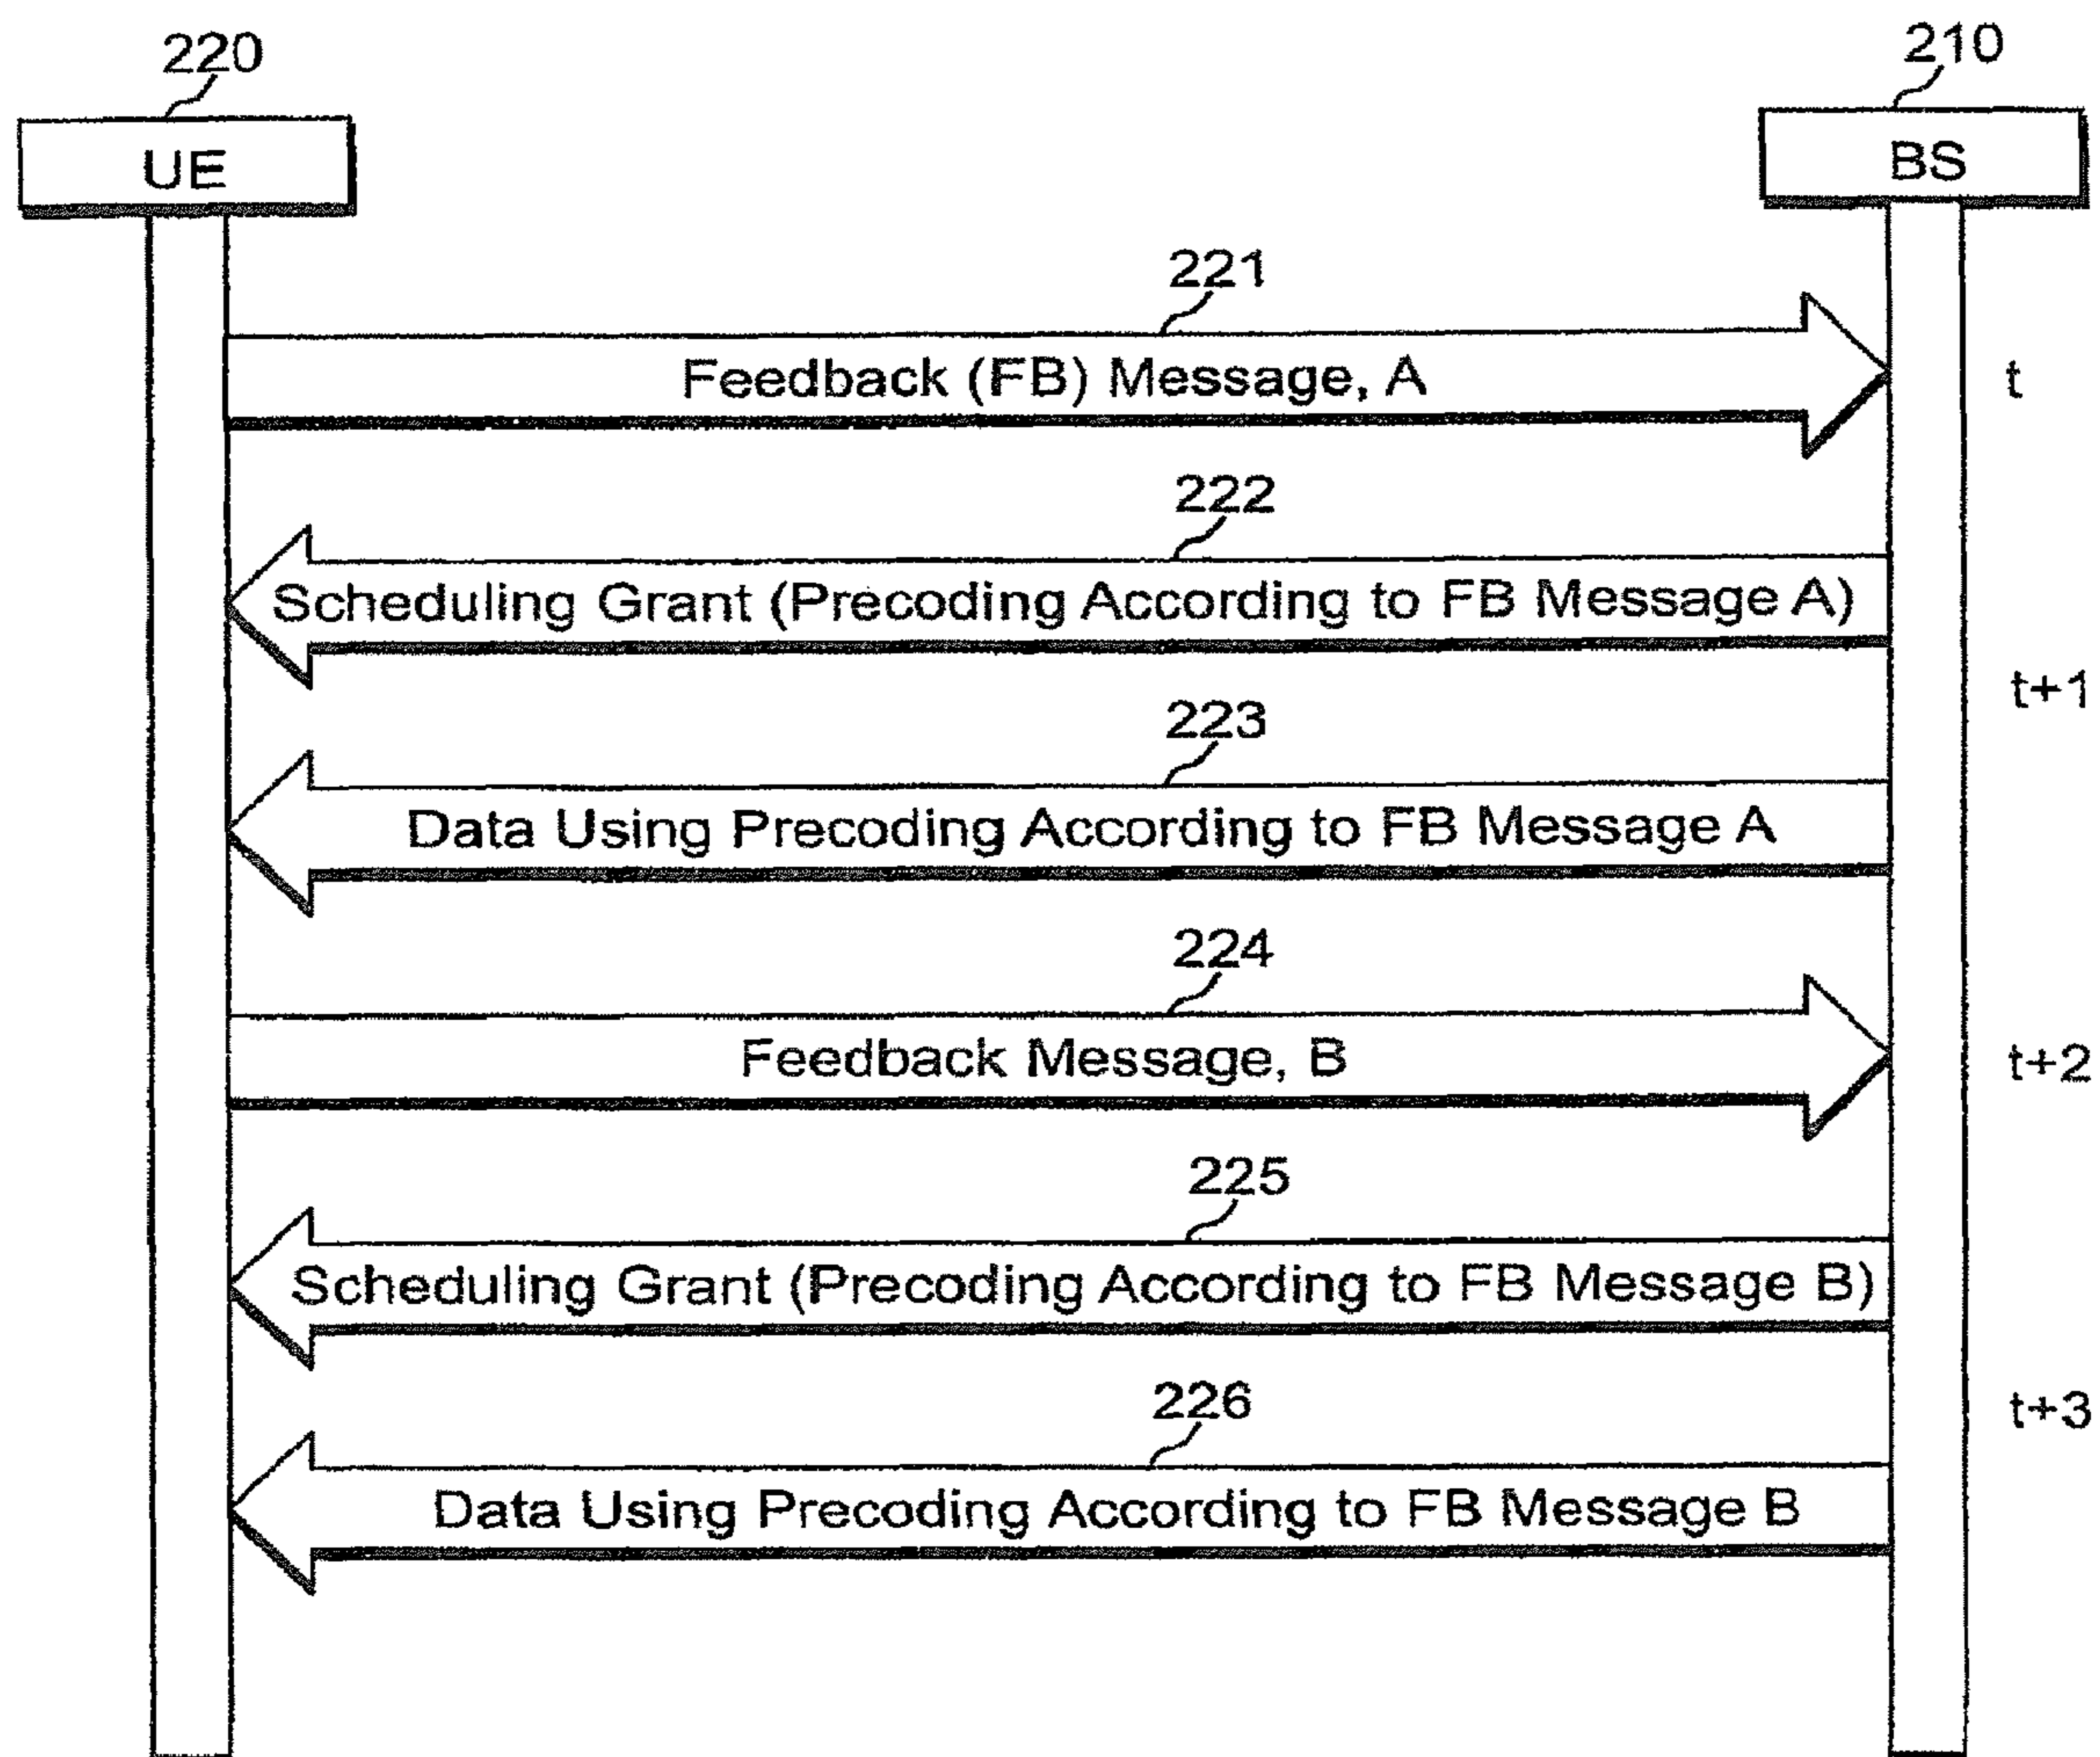 220
210
UE
BS
221
Feedback (FB) Message, A
t
222
Scheduling Grant (Precoding According to FB Message A)
t+1
223
Data Using Precoding According to FB Message A
224
Feedback Message, B
t+2
225
Scheduling Grant (Precoding According to FB Message B)
226
t+3
Data Using Precoding According to FB Message B